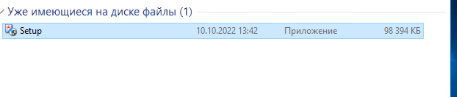 Уже имеющиеся на диске файлы (1)
Setup 10.10.2022 13:42 Приложение 98 394 КБ